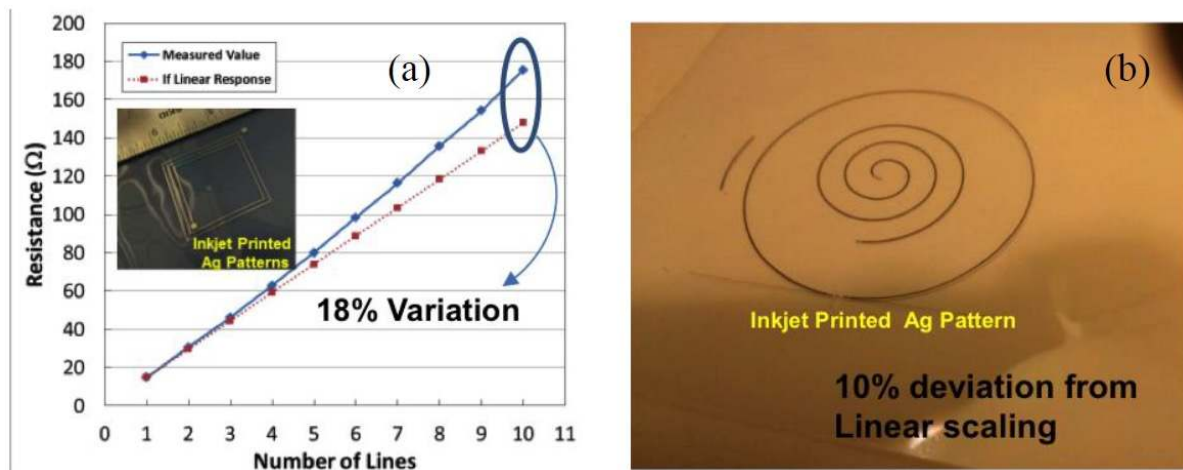 200
180
160
140
120
100
80
60
40
20
0
Resistance (Ω)
Measured Value
If Linear Response
(a)
Inkjet Printed
Ag Patterns
18% Variation
0 1 2 3 4 5 6 7 8 9 10 11
Number of Lines
(b)
Inkjet Printed Ag Pattern
10% deviation from
Linear scaling